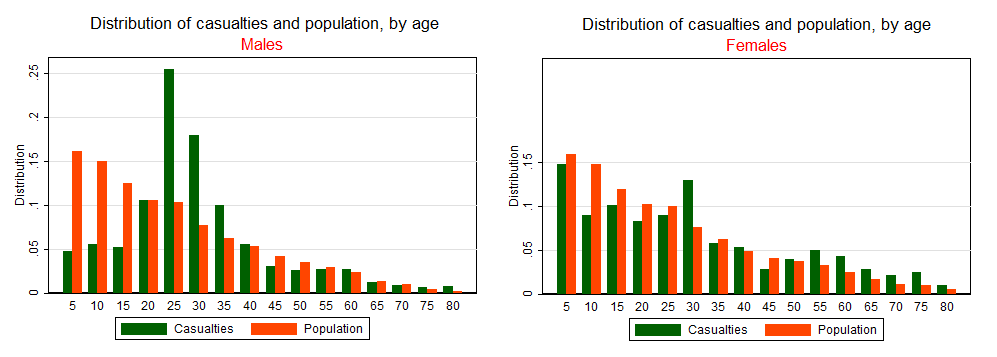 Distribution of casualties and population, by age
Males
Distribution
.25
.2
.15
.1
.05
0
5 10 15 20 25 30 35 40 45 50 55 60 65 70 75 80
Casualties Population
Distribution of casualties and population, by age
Females
Distribution
.15
.1
.05
0
5 10 15 20 25 30 35 40 45 50 55 60 65 70 75 80
Casualties Population